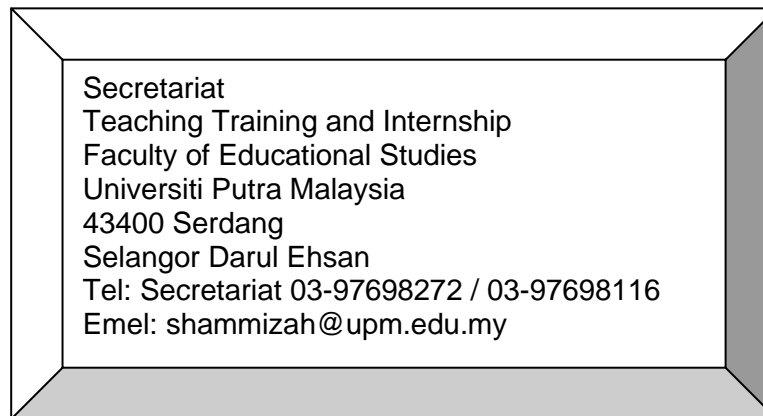 Secretariat
Teaching Training and Internship
Faculty of Educational Studies
Universiti Putra Malaysia
43400 Serdang
Selangor Darul Ehsan
Tel: Secretariat 03-97698272 / 03-97698116
Emel: shammizah@upm.edu.my